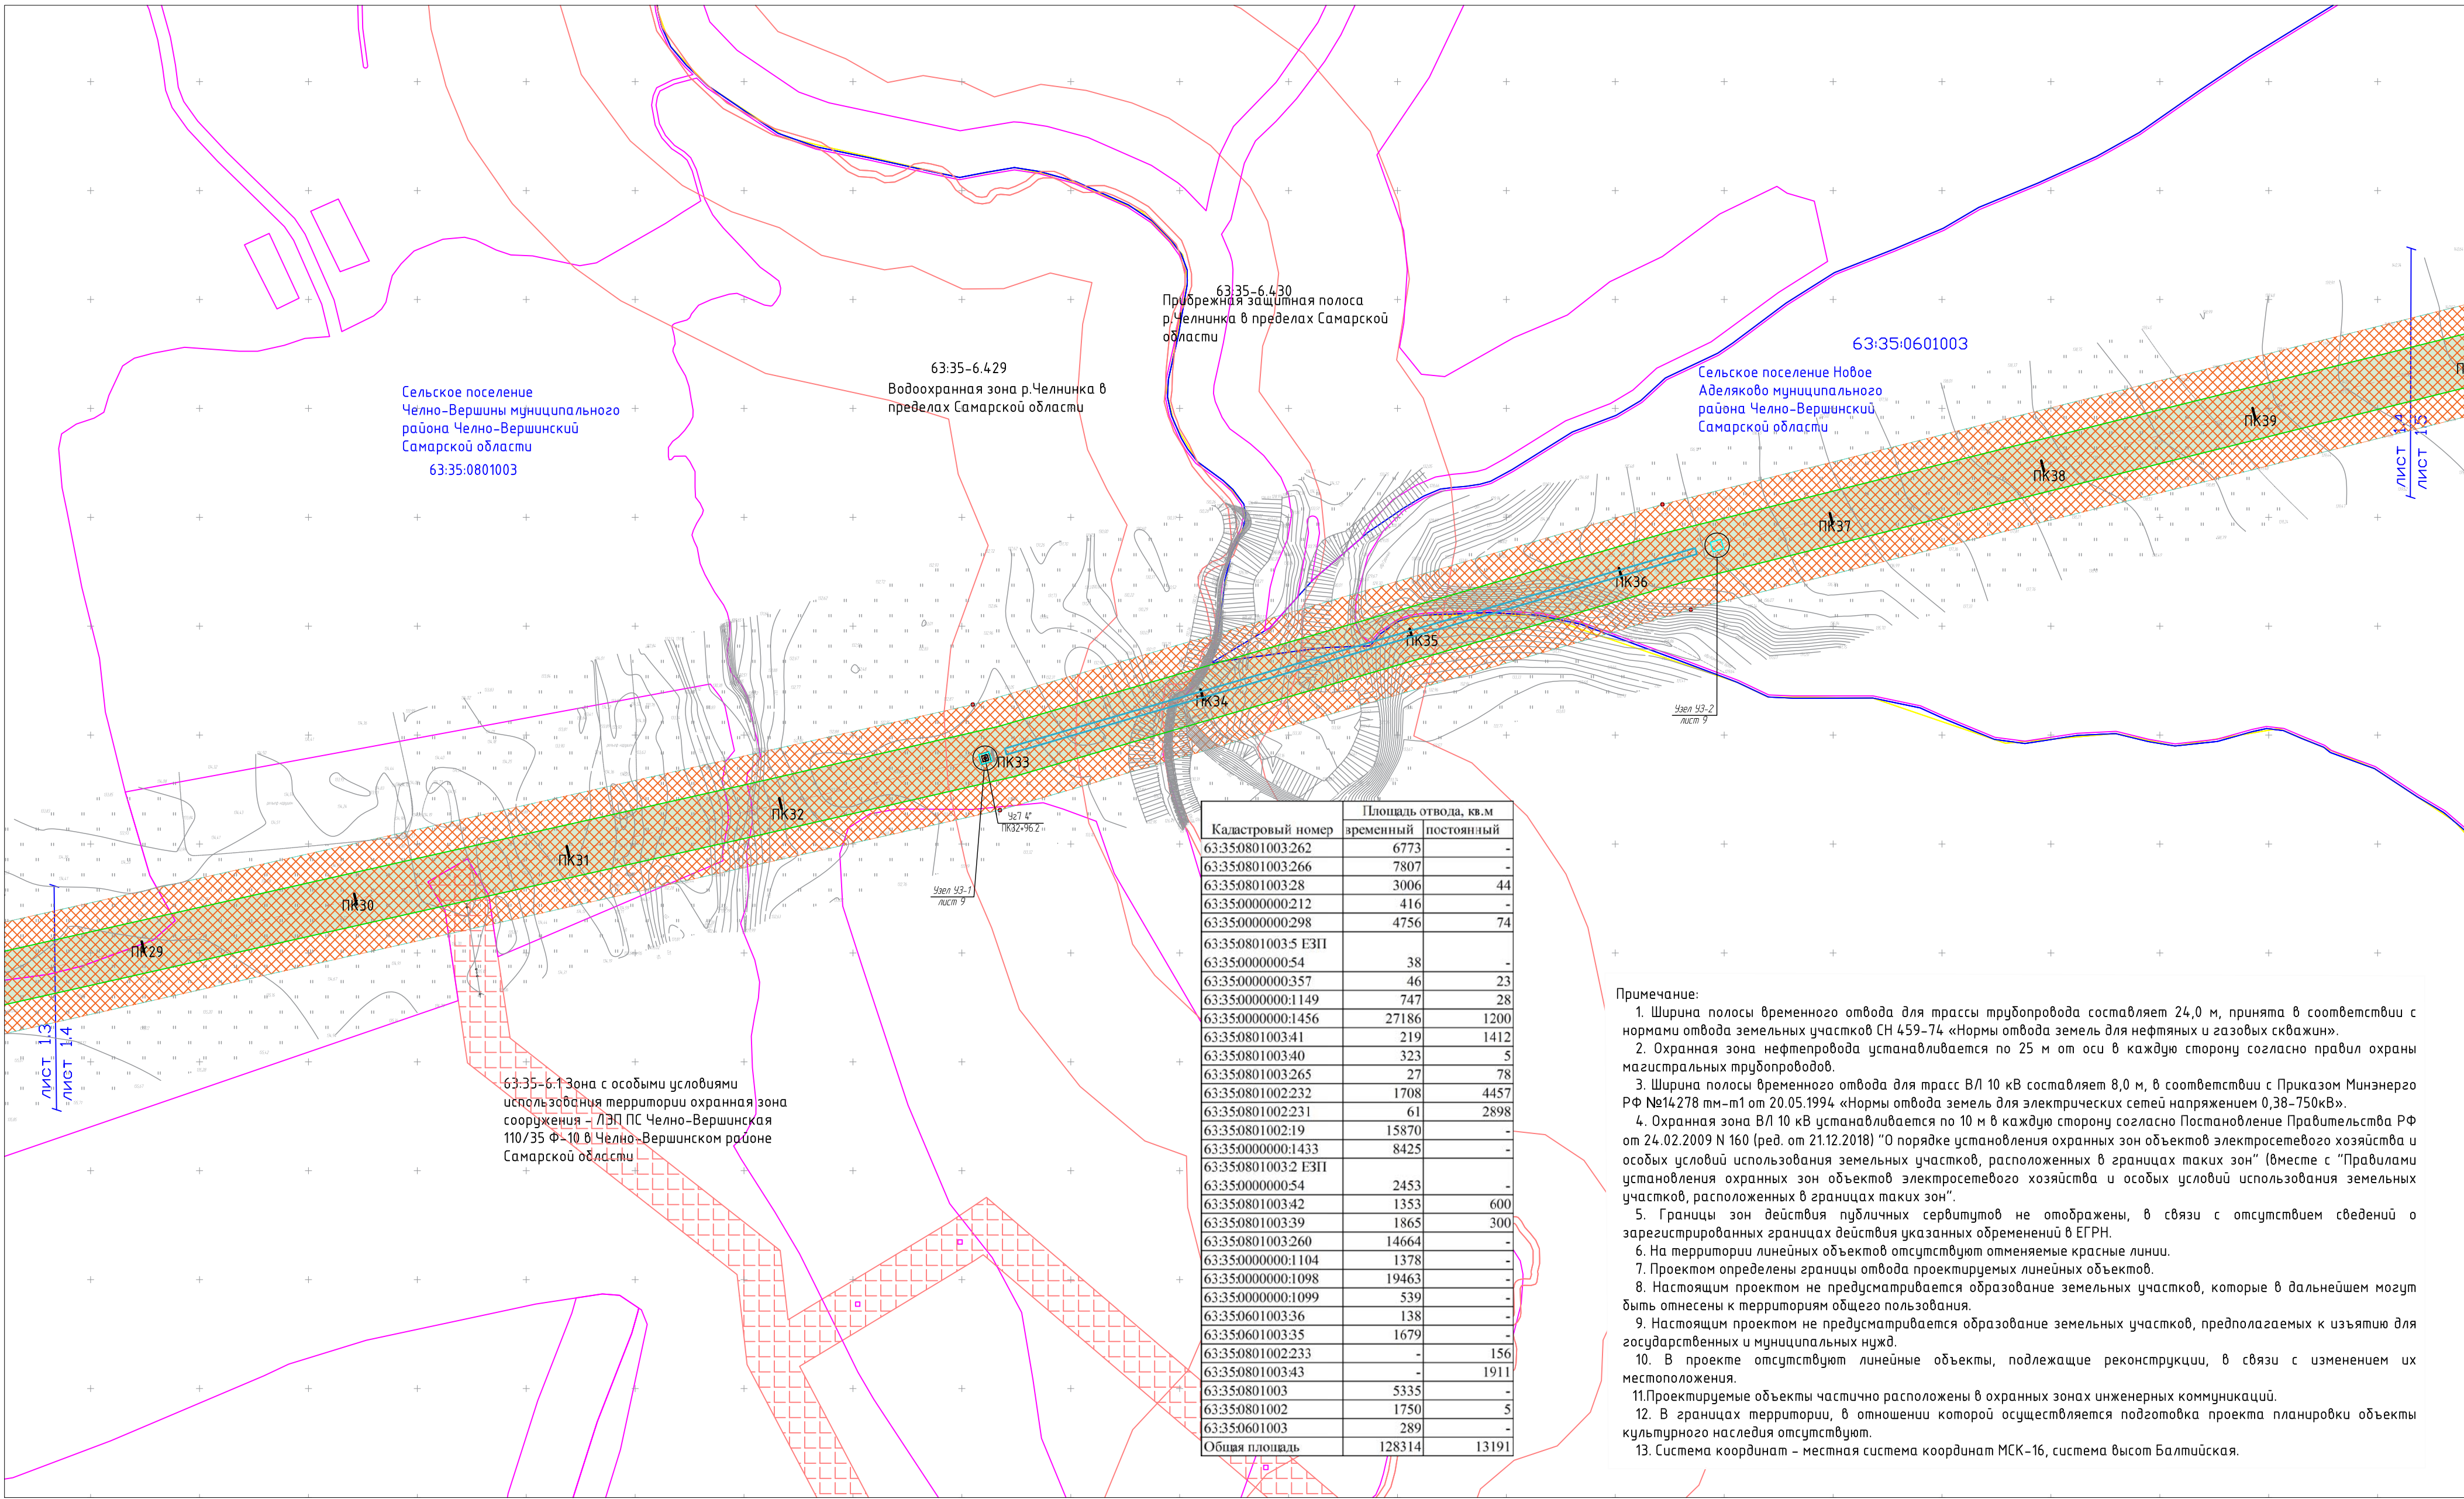 63:35-6.430
Прибрежная защитная полоса
р.Челнинка в пределах Самарской
области
63:35:0601003
63:35-6.429
Водоохранная зона р.Челнинка в
пределах Самарской области
Сельское поселение Новое
Аделяково муниципального
района Челно-Вершинский
Самарской области
Сельское поселение
Челно-Вершины муниципального
района Челно-Вершинский
Самарской области
63:35:0801003
ЛИСТ 1.4
ЛИСТ 1.5
ПК39
ПК38
ПК37
ПК36
ПК35
ПК34
ПК33
ПК32
ПК31
ПК30
ПК29
Узел УЗ-2
лист 9
Уг7 4°
ПК32+96.2
Узел УЗ-1
лист 9
ЛИСТ 1.3
ЛИСТ 1.4
63:35-6.1 Зона с особыми условиями
использования территории охранная зона
сооружения - ЛЭП ПС Челно-Вершинская
110/35 Ф-10 в Челно-Вершинском районе
Самарской области
Кадастровый номер Площадь отвода, кв.м
временный постоянный
63:35:0801003:262 6773 -
63:35:0801003:266 7807 -
63:35:0801003:28 3006 44
63:35:0000000:212 416 -
63:35:0000000:298 4756 74
63:35:0801003:5 ЕЗП
63:35:0000000:54 38 -
63:35:0000000:357 46 23
63:35:0000000:1149 747 28
63:35:0000000:1456 27186 1200
63:35:0801003:41 219 1412
63:35:0801003:40 323 5
63:35:0801003:265 27 78
63:35:0801002:232 1708 4457
63:35:0801002:231 61 2898
63:35:0801002:19 15870 -
63:35:0000000:1433 8425 -
63:35:0801003:2 ЕЗП
63:35:0000000:54 2453 -
63:35:0801003:42 1353 600
63:35:0801003:39 1865 300
63:35:0801003:260 14664 -
63:35:0000000:1104 1378 -
63:35:0000000:1098 19463 -
63:35:0000000:1099 539 -
63:35:0601003:36 138 -
63:35:0601003:35 1679 -
63:35:0801002:233 - 156
63:35:0801003:43 - 1911
63:35:0801003 5335 -
63:35:0801002 1750 5
63:35:0601003 289 -
Общая площадь 128314 13191
Примечание:
1. Ширина полосы временного отвода для трассы трубопровода составляет 24,0 м, принята в соответствии с
нормами отвода земельных участков СН 459-74 «Нормы отвода земель для нефтяных и газовых скважин».
2. Охранная зона нефтепровода устанавливается по 25 м от оси в каждую сторону согласно правил охраны
магистральных трубопроводов.
3. Ширина полосы временного отвода для трасс ВЛ 10 кВ составляет 8,0 м, в соответствии с Приказом Минэнерго
РФ №14278 тм-т1 от 20.05.1994 «Нормы отвода земель для электрических сетей напряжением 0,38-750кВ».
4. Охранная зона ВЛ 10 кВ устанавливается по 10 м в каждую сторону согласно Постановление Правительства РФ
от 24.02.2009 N 160 (ред. от 21.12.2018) "О порядке установления охранных зон объектов электросетевого хозяйства и
особых условий использования земельных участков, расположенных в границах таких зон" (вместе с "Правилами
установления охранных зон объектов электросетевого хозяйства и особых условий использования земельных
участков, расположенных в границах таких зон".
5. Границы зон действия публичных сервитутов не отображены, в связи с отсутствием сведений о
зарегистрированных границах действия указанных обременений в ЕГРН.
6. На территории линейных объектов отсутствуют отменяемые красные линии.
7. Проектом определены границы отвода проектируемых линейных объектов.
8. Настоящим проектом не предусматривается образование земельных участков, которые в дальнейшем могут
быть отнесены к территориям общего пользования.
9. Настоящим проектом не предусматривается образование земельных участков, предполагаемых к изъятию для
государственных и муниципальных нужд.
10. В проекте отсутствуют линейные объекты, подлежащие реконструкции, в связи с изменением их
местоположения.
11.Проектируемые объекты частично расположены в охранных зонах инженерных коммуникаций.
12. В границах территории, в отношении которой осуществляется подготовка проекта планировки объекты
культурного наследия отсутствуют.
13. Система координат - местная система координат МСК-16, система высот Балтийская.